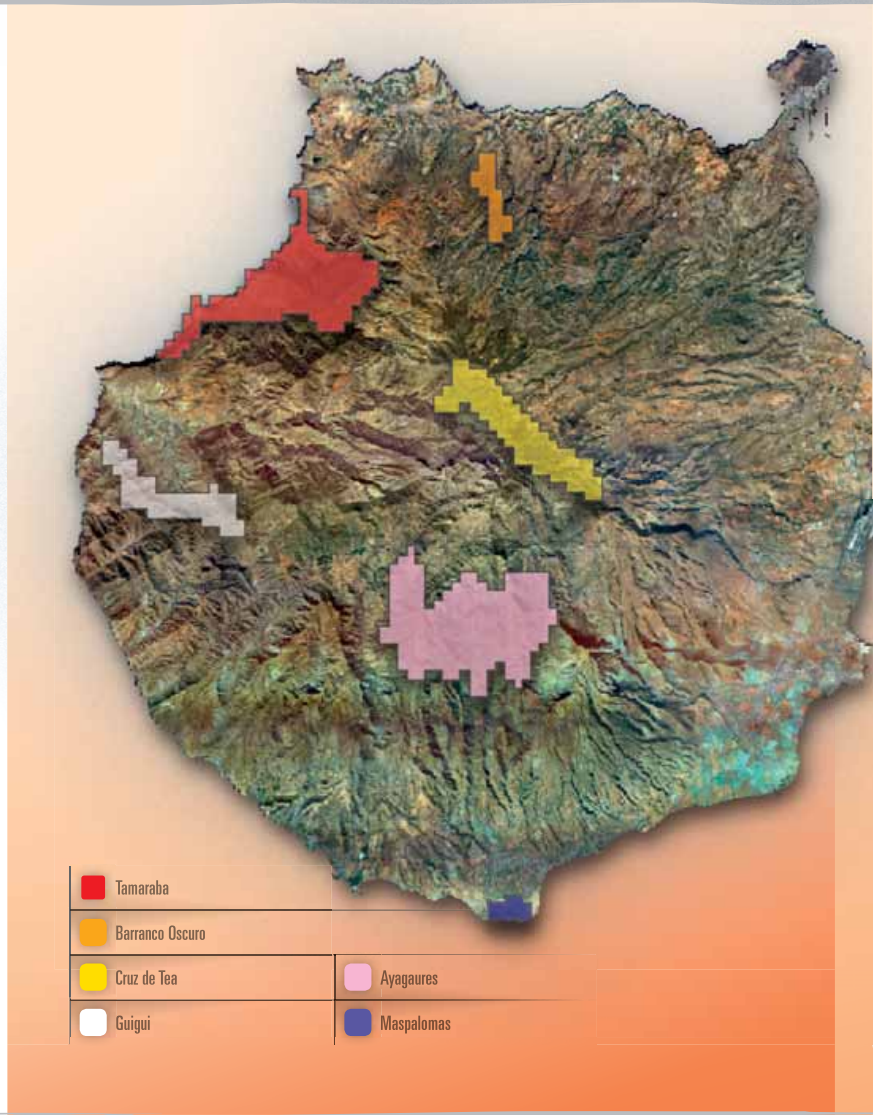 Tamaraba
Barranco Oscuro
Cruz de Tea
Guigui
Ayagaures
Maspalomas